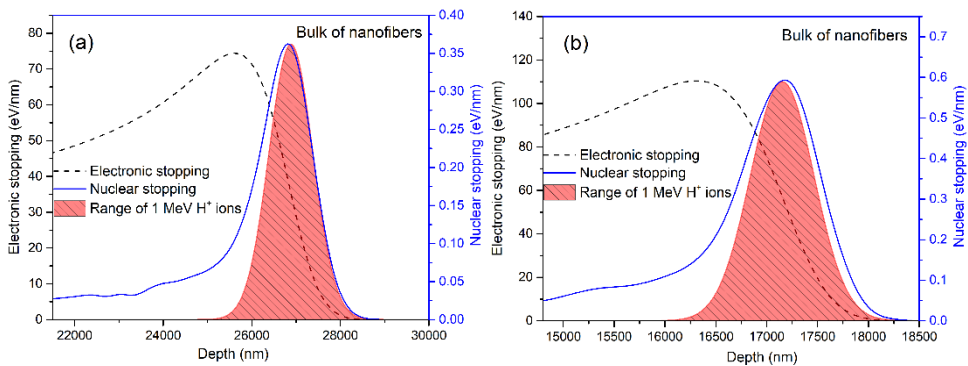 (a)
Bulk of nanofibers
Electronic stopping (eV/nm)
80
70
60
50
40
30
20
10
0
Electronic stopping
Nuclear stopping
Range of 1 MeV H⁺ ions
0.40
0.35
0.30
0.25
0.20
0.15
0.10
0.05
0.00
Nuclear stopping (eV/nm)
22000 24000 26000 28000 30000
Depth (nm)
(b)
Bulk of nanofibers
Electronic stopping (eV/nm)
140
120
100
80
60
40
20
0
Electronic stopping
Nuclear stopping
Range of 1 MeV H⁺ ions
0.7
0.6
0.5
0.4
0.3
0.2
0.1
0.0
Nuclear stopping (eV/nm)
15000 15500 16000 16500 17000 17500 18000 18500
Depth (nm)